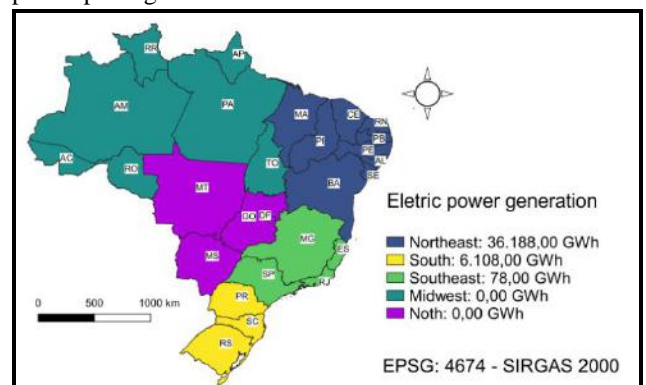 RR
AP
AM
PA
MA
CE
RN
PI
PB
PE
AL
SE
AC
RO
TO
BA
MT
GO
DF
MG
ES
MS
SP
RJ
PR
SC
RS
Eletric power generation
Northeast: 36.188,00 GWh
South: 6.108,00 GWh
Southeast: 78,00 GWh
Midwest: 0,00 GWh
Noth: 0,00 GWh
0 500 1000 km
EPSG: 4674 - SIRGAS 2000